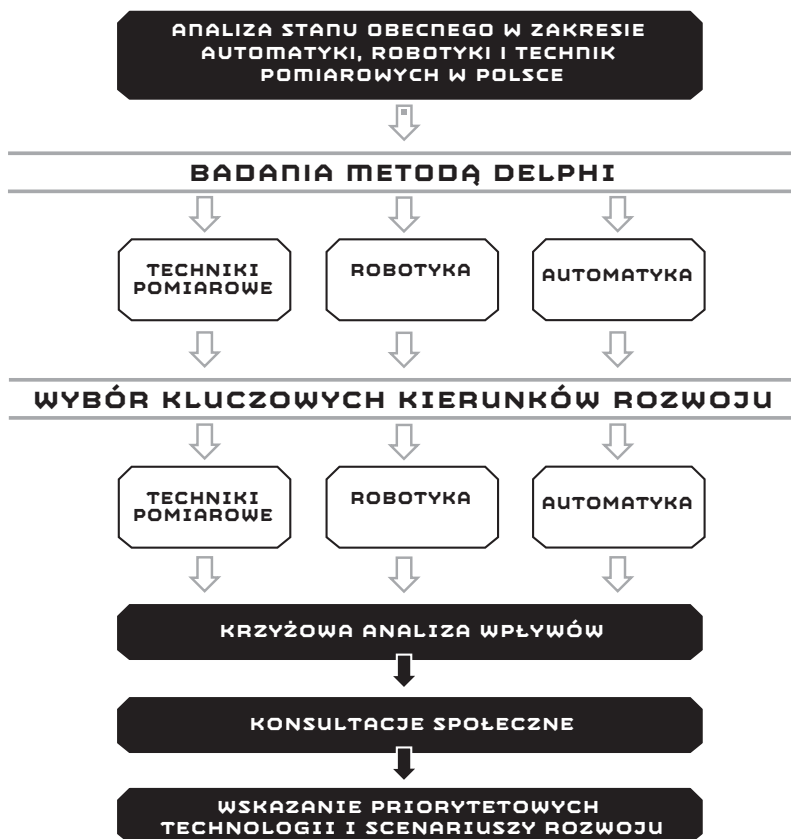 ANALIZA STANU OBECNEGO W ZAKRESIE
AUTOMATYKI, ROBOTYKI I TECHNIK
POMIAROWYCH W POLSCE
BADANIA METODĄ DELPHI
TECHNIKI
POMIAROWE
ROBOTYKA
AUTOMATYKA
WYBÓR KLUCZOWYCH KIERUNKÓW ROZWOJU
TECHNIKI
POMIAROWE
ROBOTYKA
AUTOMATYKA
KRZYŻOWA ANALIZA WPŁYWÓW
KONSULTACJE SPOŁECZNE
WSKAZANIE PRIORYTETOWYCH
TECHNOLOGII I SCENARIUSZY ROZWOJU